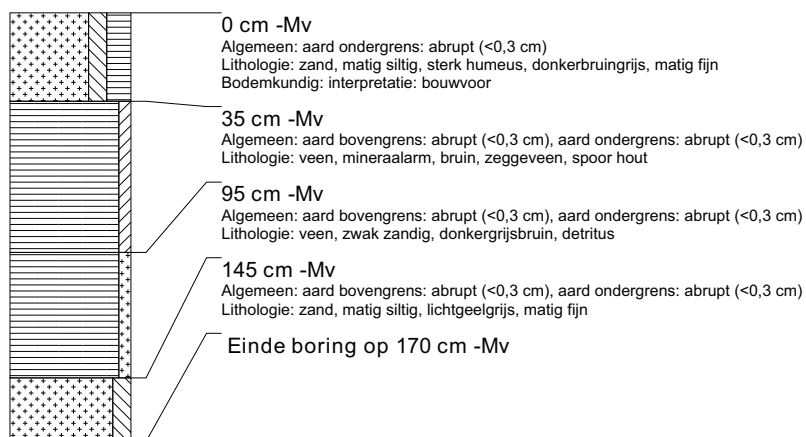 0 cm -Mv
Algemeen: aard ondergrens: abrupt (<0,3 cm)
Lithologie: zand, matig siltig, sterk humeus, donkerbruingrijs, matig fijn
Bodemkundig: interpretatie: bouwvoor
35 cm -Mv
Algemeen: aard bovengrens: abrupt (<0,3 cm), aard ondergrens: abrupt (<0,3 cm)
Lithologie: veen, mineraalarm, bruin, zeggeveen, spoor hout
95 cm -Mv
Algemeen: aard bovengrens: abrupt (<0,3 cm), aard ondergrens: abrupt (<0,3 cm)
Lithologie: veen, zwak zandig, donkergrijsbruin, detritus
145 cm -Mv
Algemeen: aard bovengrens: abrupt (<0,3 cm), aard ondergrens: abrupt (<0,3 cm)
Lithologie: zand, matig siltig, lichtgeelgrijs, matig fijn
Einde boring op 170 cm -Mv